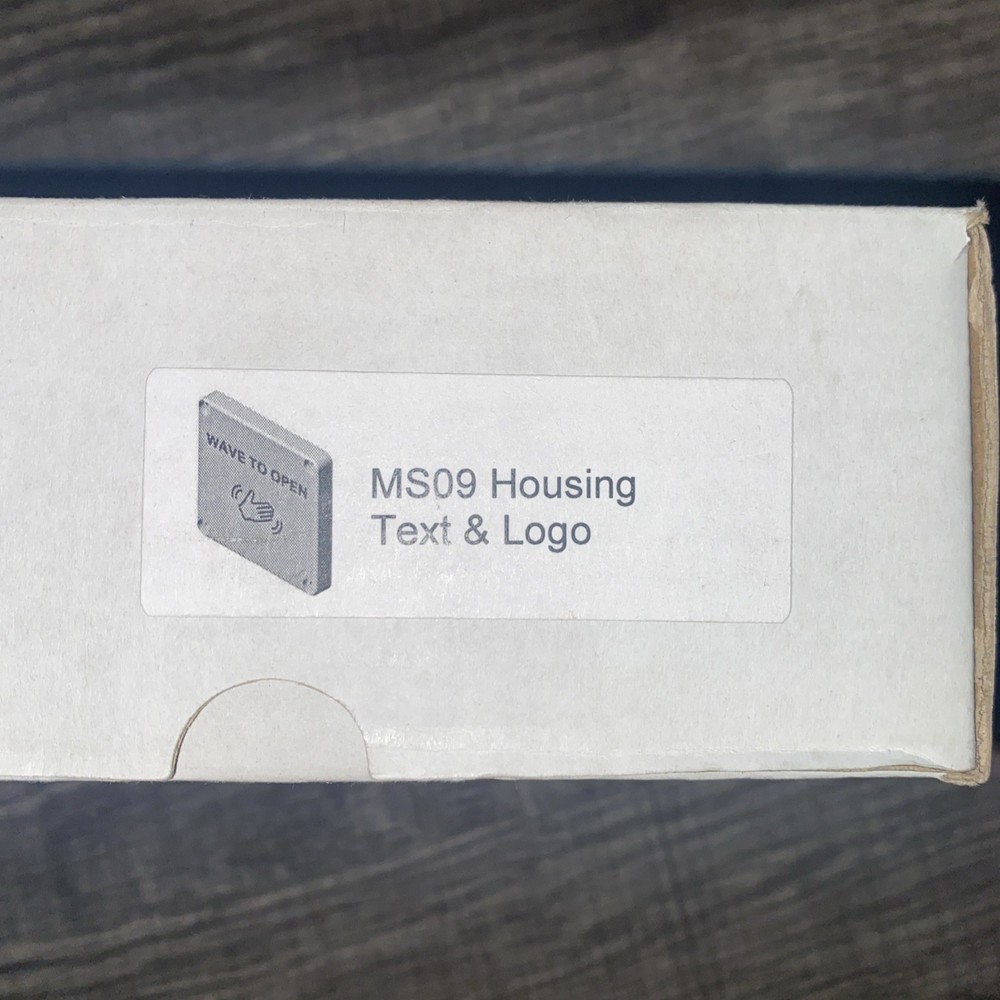 WAVE TO OPEN
MS09 Housing
Text & Logo